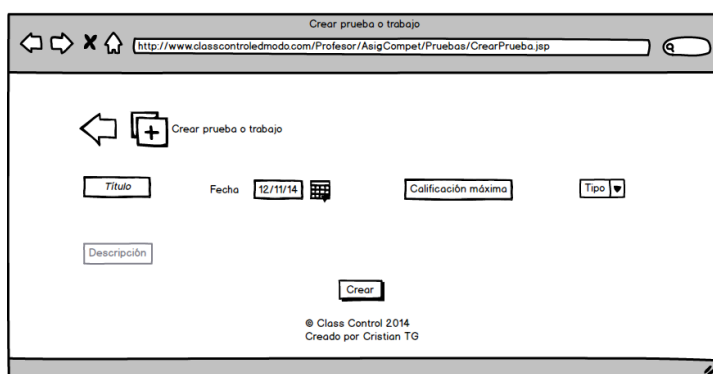 Crear prueba o trabajo
http://www.classcontroledmodo.com/Profesor/AsigCompet/Pruebas/CrearPrueba.jsp
Crear prueba o trabajo
Título
Fecha
12/11/14
Calificación máxima
Tipo
Descripción
Crear
© Class Control 2014
Creado por Cristian TG